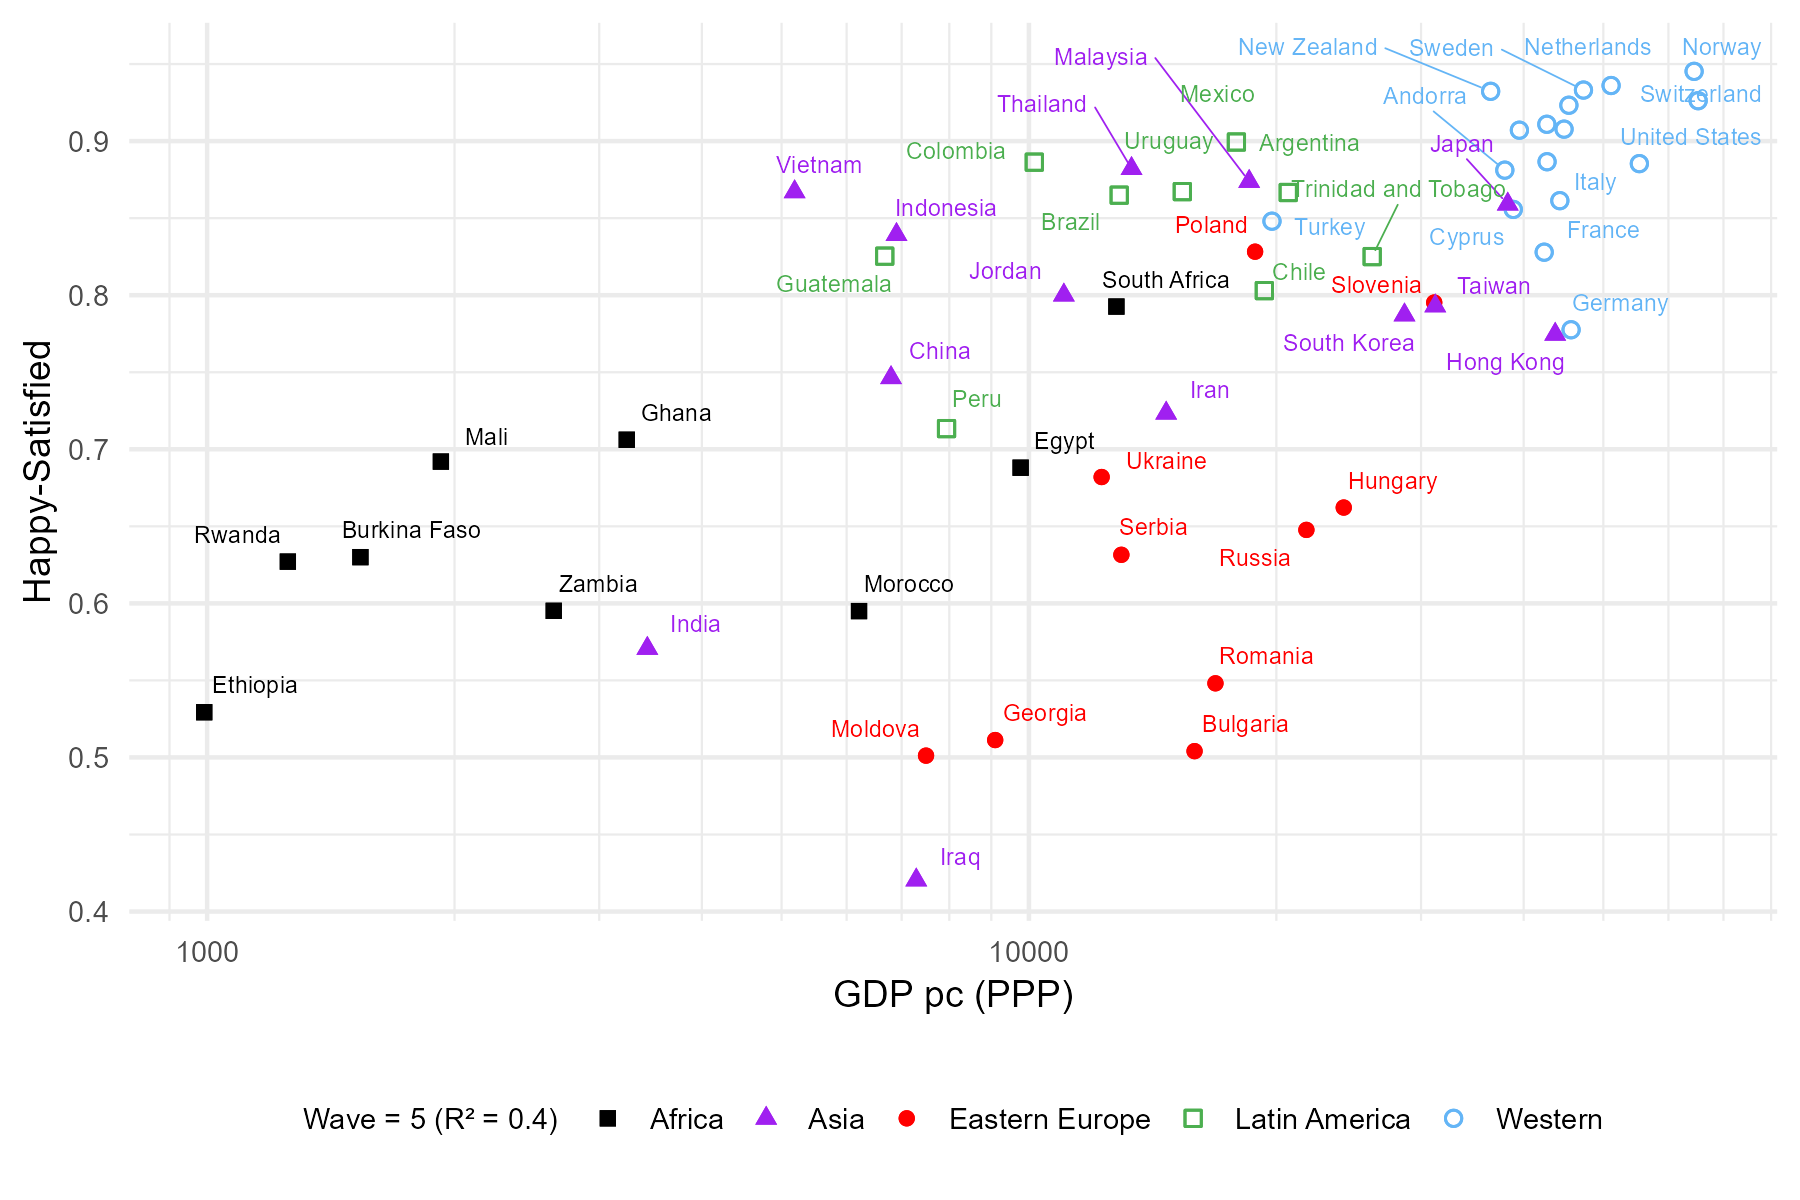 New Zealand
Sweden
Netherlands
Norway
Malaysia
Thailand
Mexico
Andorra
Switzerland
Uruguay
Argentina
Japan
United States
Colombia
Vietnam
Trinidad and Tobago
Italy
Indonesia
Brazil
Poland
Turkey
Cyprus
France
Guatemala
Jordan
South Africa
Chile
Slovenia
Taiwan
Germany
South Korea
Hong Kong
China
Peru
Iran
Ghana
Mali
Egypt
Ukraine
Hungary
Rwanda
Burkina Faso
Serbia
Russia
Zambia
Morocco
India
Romania
Ethiopia
Moldova
Georgia
Bulgaria
Iraq
0.9
0.8
0.7
0.6
0.5
0.4
Happy-Satisfied
1000
10000
GDP pc (PPP)
Wave = 5 (R² = 0.4) Africa Asia Eastern Europe Latin America Western